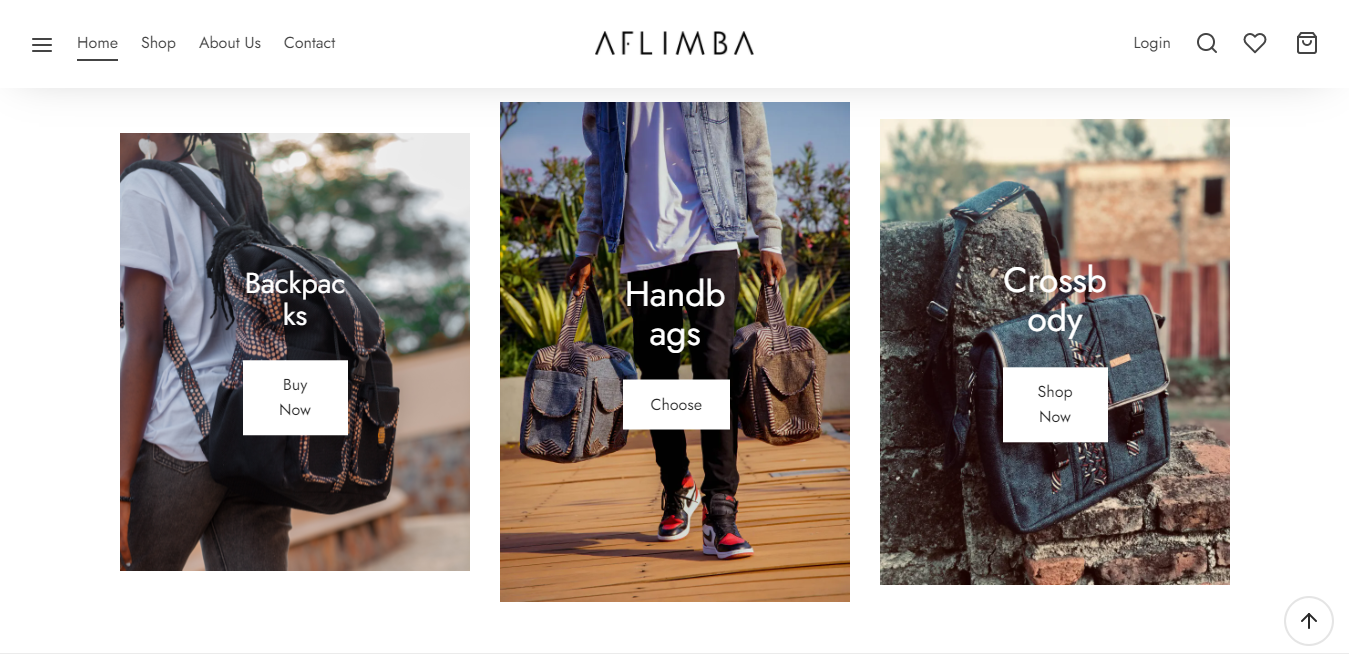 Home Shop About Us Contact
AFLIMBA
Login
Backpac
ks
Buy
Now
Handb
ags
Choose
Crossb
ody
Shop
Now